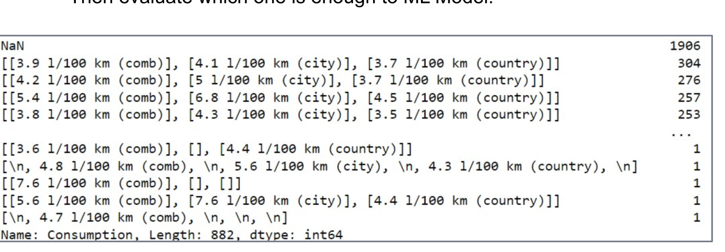 Then evaluate which one is enough to ML Model.
NaN 1906
[[3.9 l/100 km (comb)], [4.1 l/100 km (city)], [3.7 l/100 km (country)]] 304
[[4.2 l/100 km (comb)], [5 l/100 km (city)], [3.7 l/100 km (country)]] 276
[[5.4 l/100 km (comb)], [6.8 l/100 km (city)], [4.5 l/100 km (country)]] 257
[[3.8 l/100 km (comb)], [4.3 l/100 km (city)], [3.5 l/100 km (country)]] 253
...
[[3.6 l/100 km (comb)], [], [4.4 l/100 km (country)]] 1
[\n, 4.8 l/100 km (comb), \n, 5.6 l/100 km (city), \n, 4.3 l/100 km (country), \n] 1
[[7.6 l/100 km (comb)], [], []] 1
[[5.6 l/100 km (comb)], [7.6 l/100 km (city)], [4.4 l/100 km (country)]] 1
[\n, 4.7 l/100 km (comb), \n, \n, \n] 1
Name: Consumption, Length: 882, dtype: int64